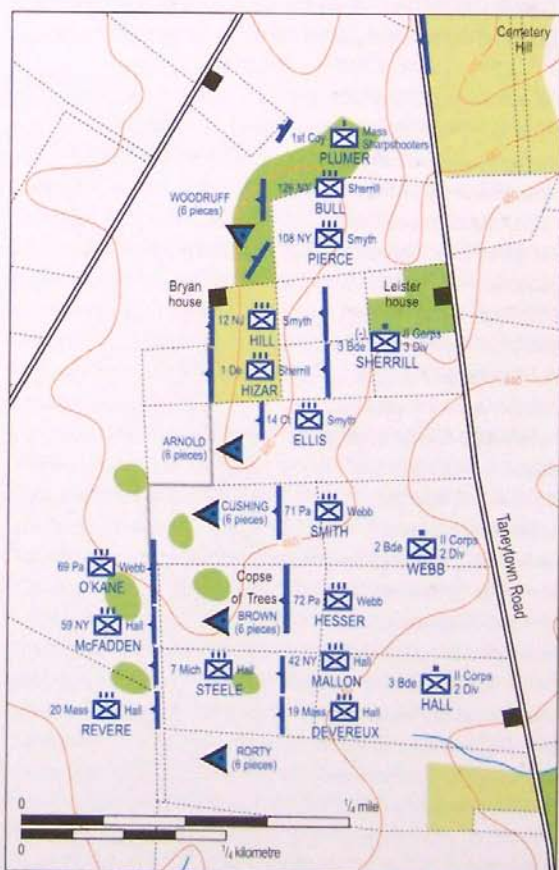 Cemetery
Hill
1st Coy
Mass
Sharpshooters
PLUMER
WOODRUFF
(6 pieces)
126 NY
Sherrill
BULL
108 NY
Smyth
PIERCE
Bryan
house
Leister
house
12 NJ
Smyth
HILL
(-)
II Corps
3 Bde
3 Div
SHERRILL
1 De
Sherrill
HIZAR
14 Ct
Smyth
ELLIS
ARNOLD
(6 pieces)
CUSHING
(6 pieces)
71 Pa
Webb
SMITH
2 Bde
II Corps
2 Div
WEBB
Taneytown Road
69 Pa
Webb
O'KANE
Copse
of Trees
72 Pa
Webb
HESSER
BROWN
(6 pieces)
59 NY
Hall
McFADDEN
7 Mich
Hall
STEELE
42 NY
Hall
MALLON
3 Bde
II Corps
2 Div
HALL
20 Mass
Hall
REVERE
19 Mass
Hall
DEVEREUX
RORTY
(6 pieces)
0
1/4 mile
0
1/4 kilometre